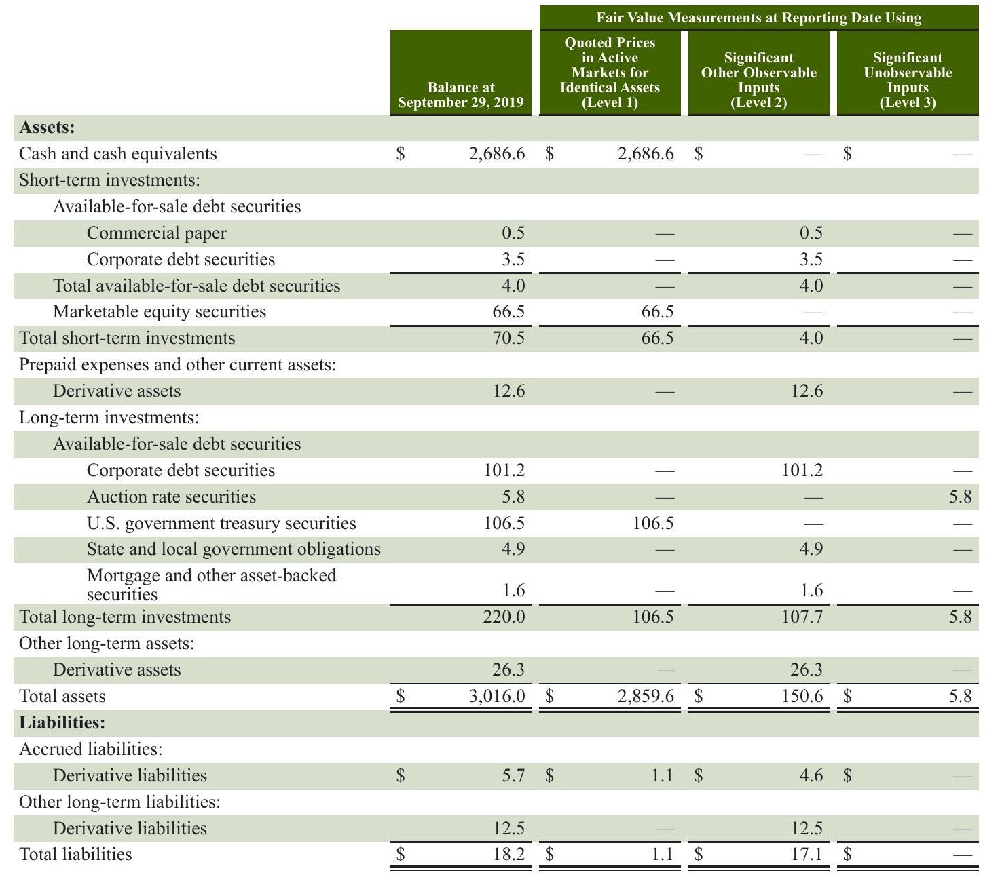 Fair Value Measurements at Reporting Date Using
Balance at
September 29, 2019
Quoted Prices
in Active
Markets for
Identical Assets
(Level 1)
Significant
Other Observable
Inputs
(Level 2)
Significant
Unobservable
Inputs
(Level 3)
Assets:
Cash and cash equivalents $ 2,686.6 $ 2,686.6 $ — $ —
Short-term investments:
Available-for-sale debt securities
Commercial paper 0.5 — 0.5 —
Corporate debt securities 3.5 — 3.5 —
Total available-for-sale debt securities 4.0 — 4.0 —
Marketable equity securities 66.5 66.5 — —
Total short-term investments 70.5 66.5 4.0 —
Prepaid expenses and other current assets:
Derivative assets 12.6 — 12.6 —
Long-term investments:
Available-for-sale debt securities
Corporate debt securities 101.2 — 101.2 —
Auction rate securities 5.8 — — 5.8
U.S. government treasury securities 106.5 106.5 — —
State and local government obligations 4.9 — 4.9 —
Mortgage and other asset-backed
securities 1.6 — 1.6 —
Total long-term investments 220.0 106.5 107.7 5.8
Other long-term assets:
Derivative assets 26.3 — 26.3 —
Total assets $ 3,016.0 $ 2,859.6 $ 150.6 $ 5.8
Liabilities:
Accrued liabilities:
Derivative liabilities $ 5.7 $ 1.1 $ 4.6 $ —
Other long-term liabilities:
Derivative liabilities 12.5 — 12.5 —
Total liabilities $ 18.2 $ 1.1 $ 17.1 $ —